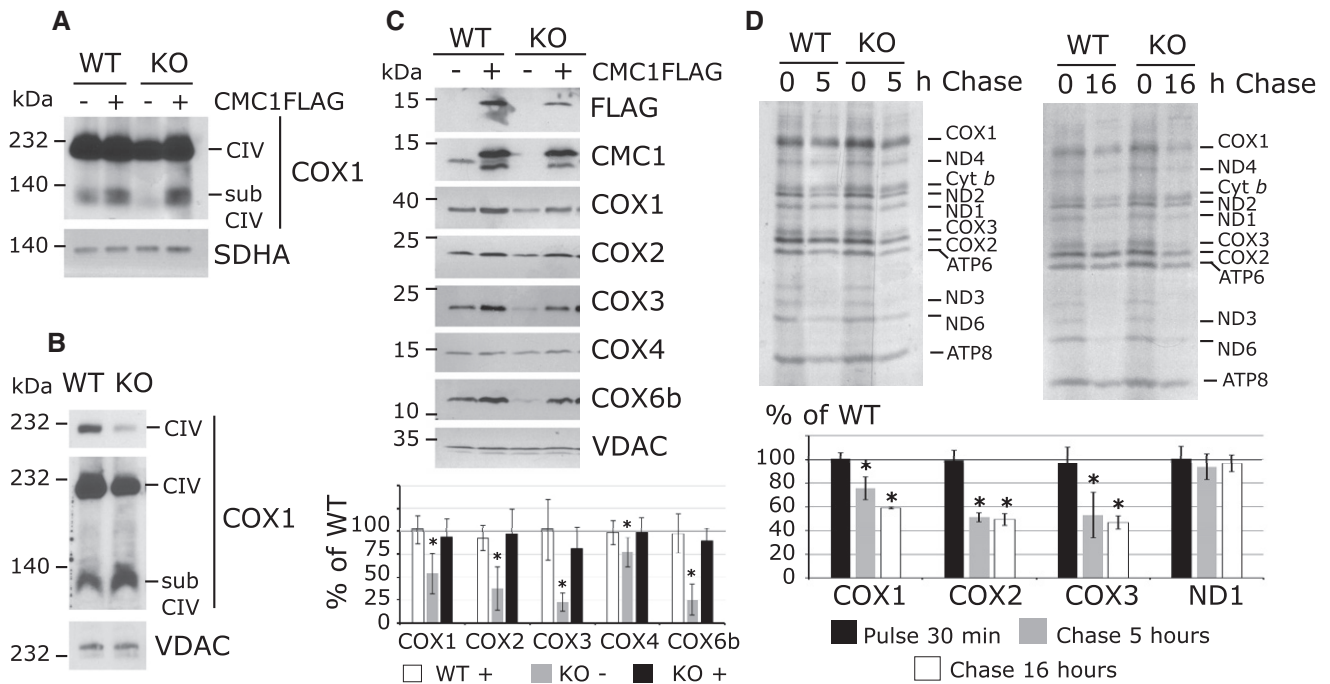 A
WT KO
kDa - + - + CMC1FLAG
232 CIV
140 sub CIV
COX1
140 SDHA
B
kDa WT KO
232 CIV
232 CIV
COX1
140 sub CIV
232 VDAC
C
WT KO
kDa - + - + CMC1FLAG
15 FLAG
15 CMC1
40 COX1
25 COX2
25 COX3
15 COX4
10 COX6b
35 VDAC
% of WT
100
75
50
25
0
* * * * *
COX1 COX2 COX3 COX4 COX6b
WT + KO - KO +
D
WT KO
0 5 0 5 h Chase
COX1
ND4
Cyt b
ND2
ND1
COX3
COX2
ATP6
ND3
ND6
ATP8
WT KO
0 16 0 16 h Chase
COX1
ND4
Cyt b
ND2
ND1
COX3
COX2
ATP6
ND3
ND6
ATP8
% of WT
100
80
60
40
20
0
* * * * * *
COX1 COX2 COX3 ND1
Pulse 30 min Chase 5 hours
Chase 16 hours